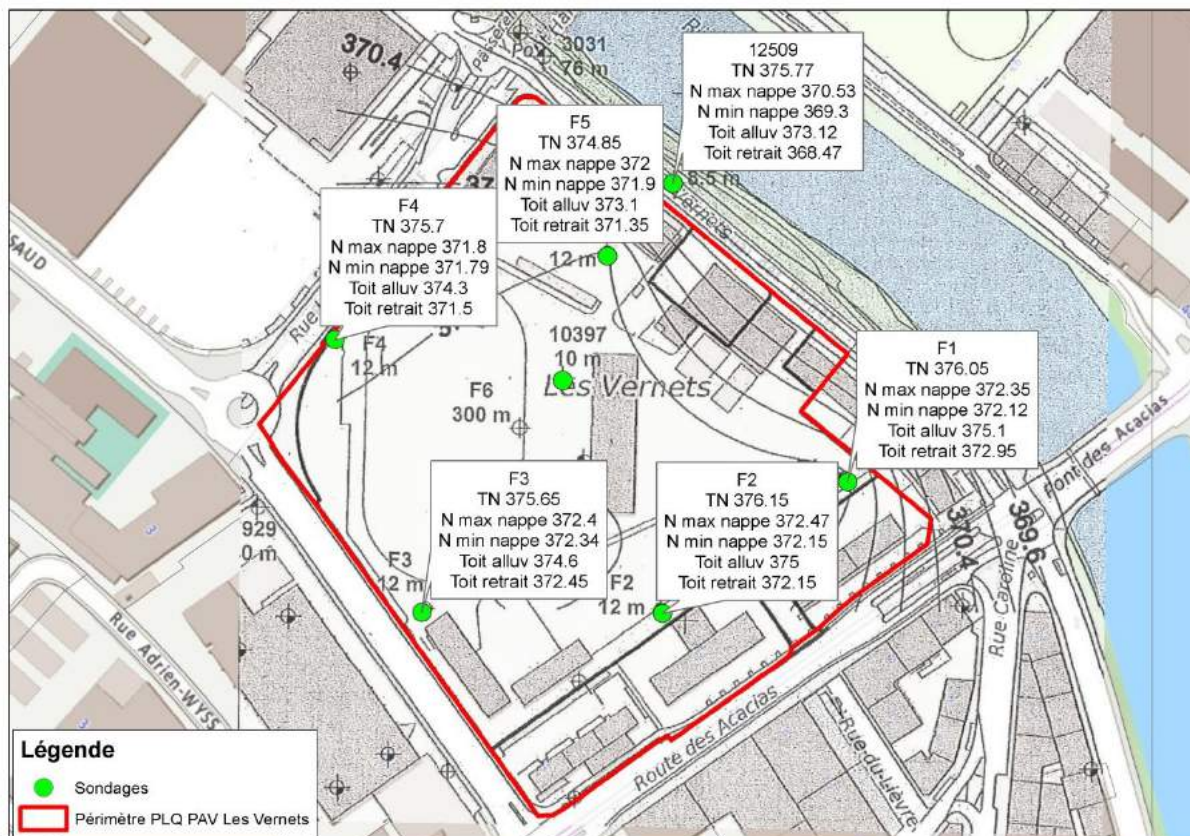 370.4
3031
76 m
12509
TN 375.77
N max nappe 370.53
N min nappe 369.3
Toit alluv 373.12
Toit retrait 368.47
F5
TN 374.85
N max nappe 372
N min nappe 371.9
Toit alluv 373.1
Toit retrait 371.35
8.5 m
Vernets
F4
TN 375.7
N max nappe 371.8
N min nappe 371.79
Toit alluv 374.3
Toit retrait 371.5
12 m
F4
12 m
10397
10 m
Les Vernets
F6
300 m
F1
TN 376.05
N max nappe 372.35
N min nappe 372.12
Toit alluv 375.1
Toit retrait 372.95
SAUD
Pont des Acacias
F3
TN 375.65
N max nappe 372.4
N min nappe 372.34
Toit alluv 374.6
Toit retrait 372.45
F2
TN 376.15
N max nappe 372.47
N min nappe 372.15
Toit alluv 375
Toit retrait 372.15
929
0 m
F3
12 m
F2
12 m
370.4
369.6
Rue Caroline
Rue Adrien-WYSS
Route des Acacias
Rue-du-Lièvre
Légende
Sondages
Périmètre PLQ PAV Les Vernets